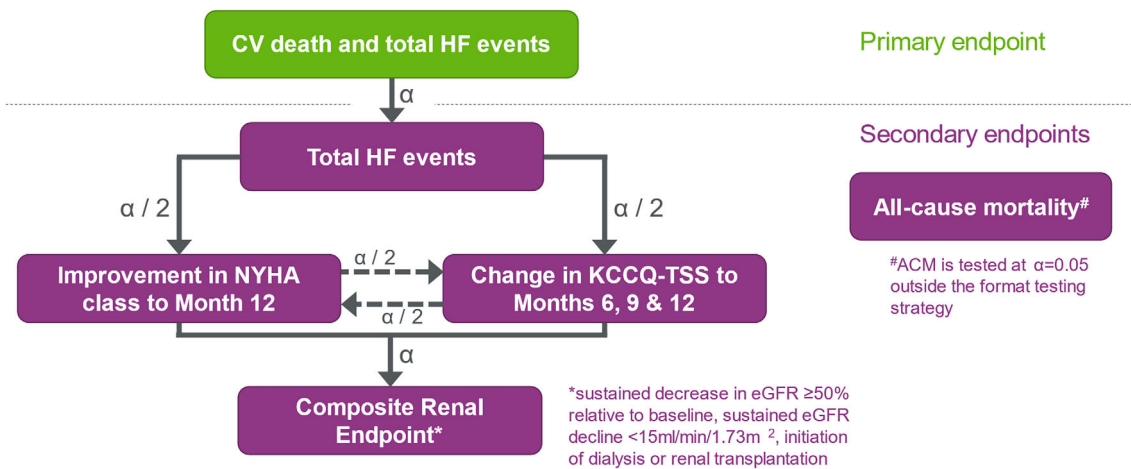 CV death and total HF events
Primary endpoint
α
Total HF events
Secondary endpoints
α / 2
α / 2
All-cause mortality#
Improvement in NYHA
class to Month 12
α / 2
α / 2
Change in KCCQ-TSS to
Months 6, 9 & 12
#ACM is tested at α=0.05
outside the format testing
strategy
α
Composite Renal
Endpoint*
*sustained decrease in eGFR ≥50%
relative to baseline, sustained eGFR
decline <15ml/min/1.73m 2, initiation
of dialysis or renal transplantation